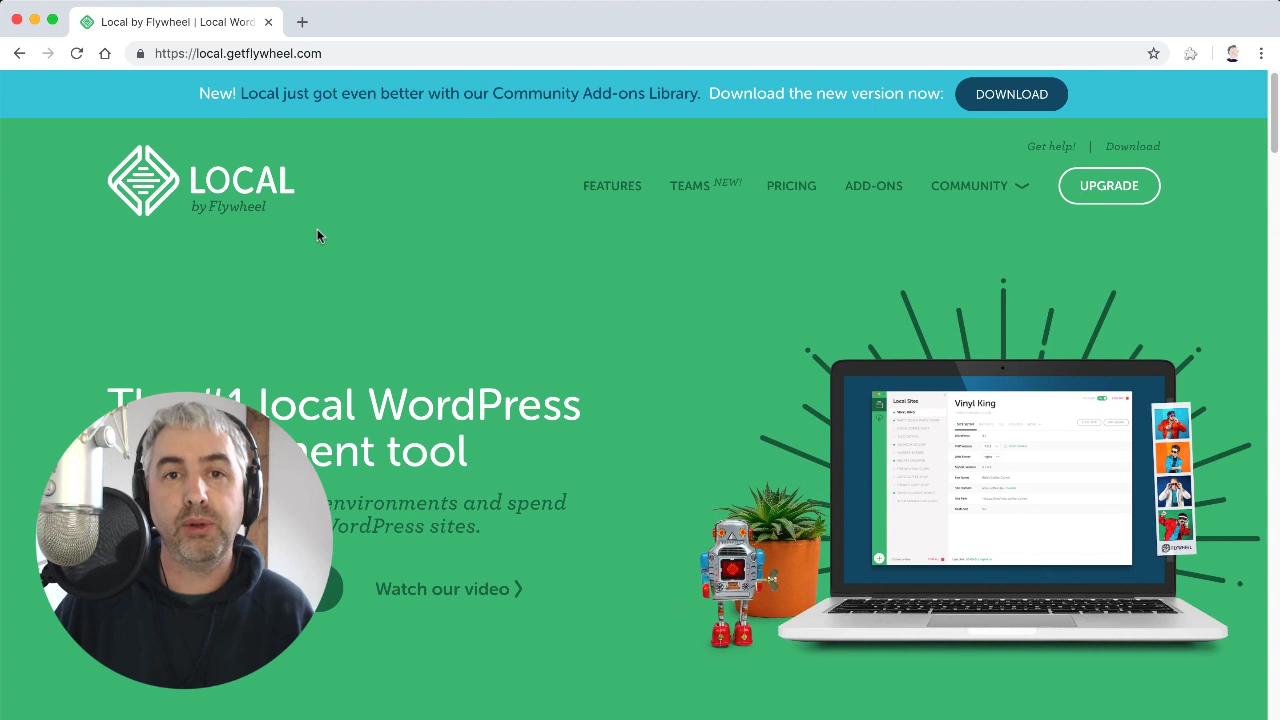 Local by Flywheel | Local Word
https://local.getflywheel.com
New! Local just got even better with our Community Add-ons Library. Download the new version now: DOWNLOAD
Get help! | Download
LOCAL
by Flywheel
FEATURES TEAMS NEW! PRICING ADD-ONS COMMUNITY UPGRADE
#1 local WordPress
ent tool
environments and spend
WordPress sites.
Watch our video
Local Sites
Vinyl King
FLYWHEEL